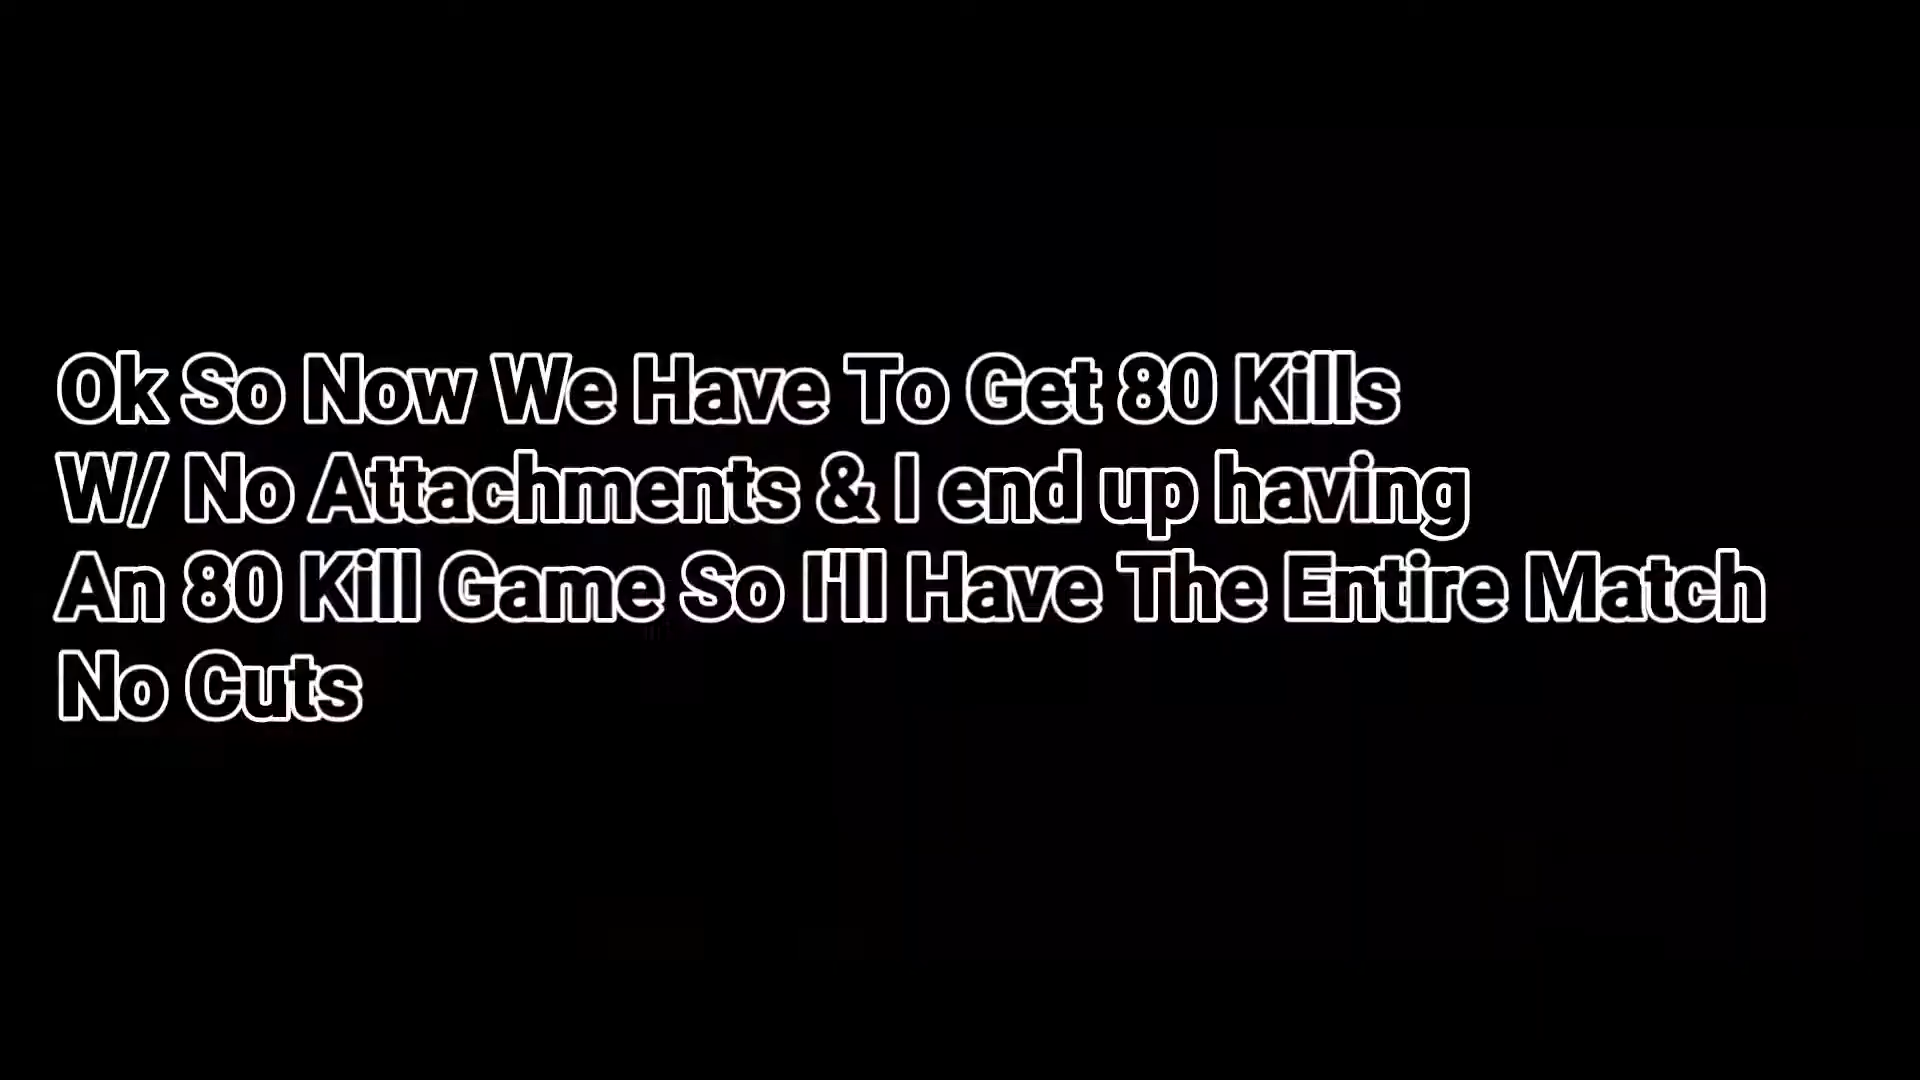 Ok So Now We Have To Get 80 Kills
W/ No Attachments & I end up having
An 80 Kill Game So I'll Have The Entire Match
No Cuts